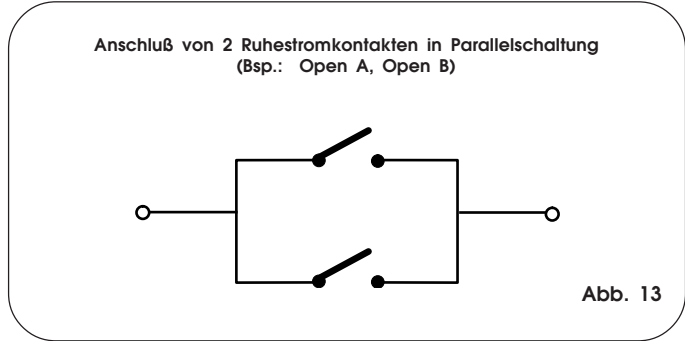 Anschluß von 2 Ruhestromkontakten in Parallelschaltung
(Bsp.: Open A, Open B)
Abb. 13